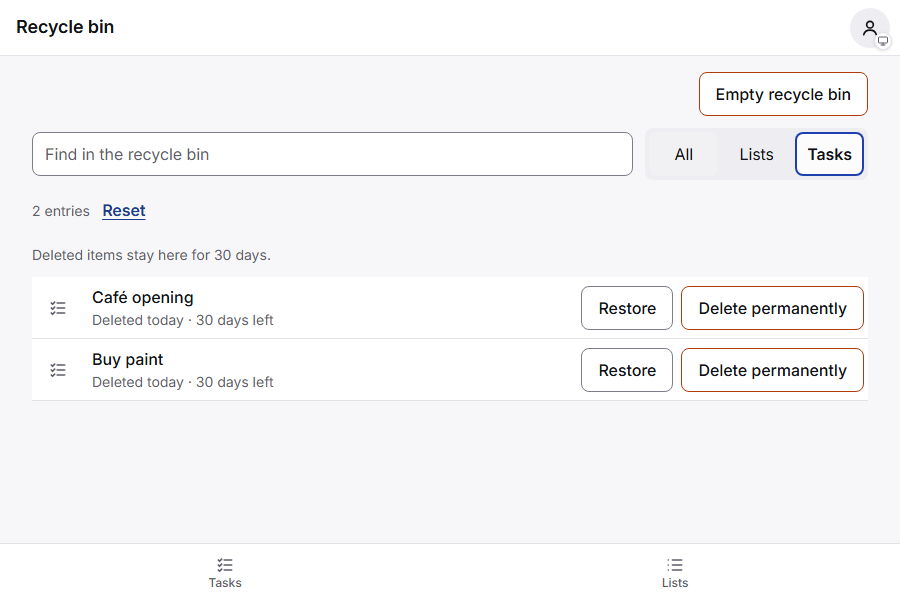 Recycle bin
Empty recycle bin
Find in the recycle bin
All
Lists
Tasks
2 entries
Reset
Deleted items stay here for 30 days.
Café opening
Deleted today · 30 days left
Restore
Delete permanently
Buy paint
Deleted today · 30 days left
Restore
Delete permanently
Tasks
Lists